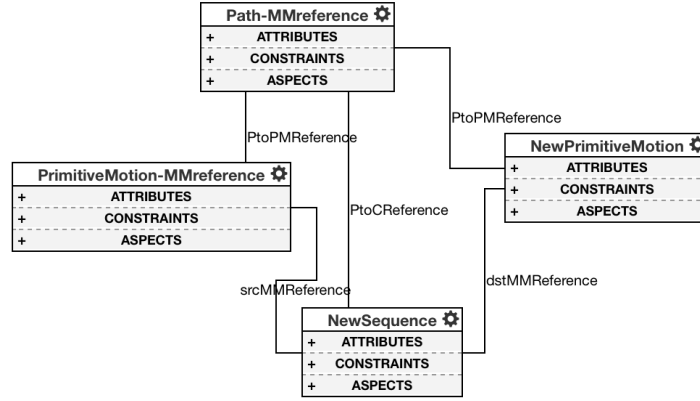 Path-MMreference
+ ATTRIBUTES
+ CONSTRAINTS
+ ASPECTS
PtoPMReference
PtoPMReference
NewPrimitiveMotion
+ ATTRIBUTES
+ CONSTRAINTS
+ ASPECTS
PrimitiveMotion-MMreference
+ ATTRIBUTES
+ CONSTRAINTS
+ ASPECTS
PtoCReference
dstMMReference
srcMMReference
NewSequence
+ ATTRIBUTES
+ CONSTRAINTS
+ ASPECTS